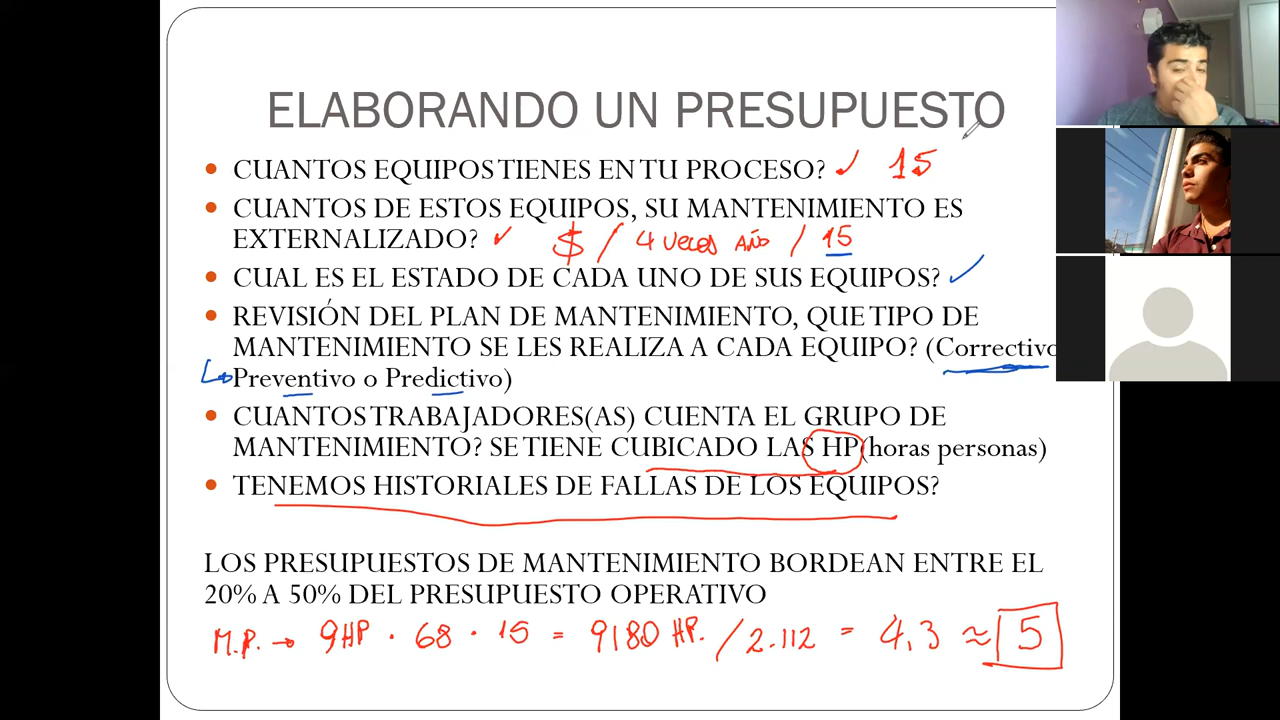 ELABORANDO UN PRESUPUESTO
CUANTOS EQUIPOS TIENES EN TU PROCESO? ✓ 15
CUANTOS DE ESTOS EQUIPOS, SU MANTENIMIENTO ES
EXTERNALIZADO? ✓ $ / 4 veces año / 15
CUAL ES EL ESTADO DE CADA UNO DE SUS EQUIPOS? ✓
REVISIÓN DEL PLAN DE MANTENIMIENTO, QUE TIPO DE
MANTENIMIENTO SE LES REALIZA A CADA EQUIPO? (Correctivo
Preventivo o Predictivo)
CUANTOS TRABAJADORES(AS) CUENTA EL GRUPO DE
MANTENIMIENTO? SE TIENE CUBICADO LAS HP(horas personas)
TENEMOS HISTORIALES DE FALLAS DE LOS EQUIPOS?
LOS PRESUPUESTOS DE MANTENIMIENTO BORDEAN ENTRE EL
20% A 50% DEL PRESUPUESTO OPERATIVO
M.P. → 9HP · 68 · 15 = 9180 HP. / 2.112 = 4,3 ≈ 5